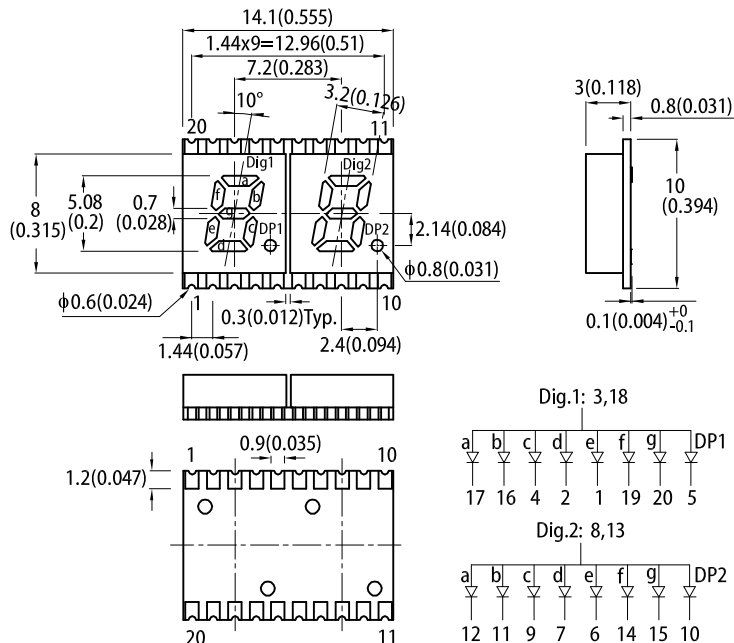 14.1(0.555)
1.44x9=12.96(0.51)
7.2(0.283)
3.2(0.126)
10°
20
11
Dig1
Dig2
a
f
b
g
e
c
d
DP1
DP2
8
(0.315)
5.08
(0.2)
0.7
(0.028)
2.14(0.084)
ϕ0.8(0.031)
ϕ0.6(0.024)
1
10
0.3(0.012)Typ.
1.44(0.057)
2.4(0.094)
3(0.118)
0.8(0.031)
10
(0.394)
0.1(0.004)+0 -0.1
1
10
0.9(0.035)
1.2(0.047)
20
11
Dig.1: 3,18
a b c d e f g DP1
17 16 4 2 1 19 20 5
Dig.2: 8,13
a b c d e f g DP2
12 11 9 7 6 14 15 10